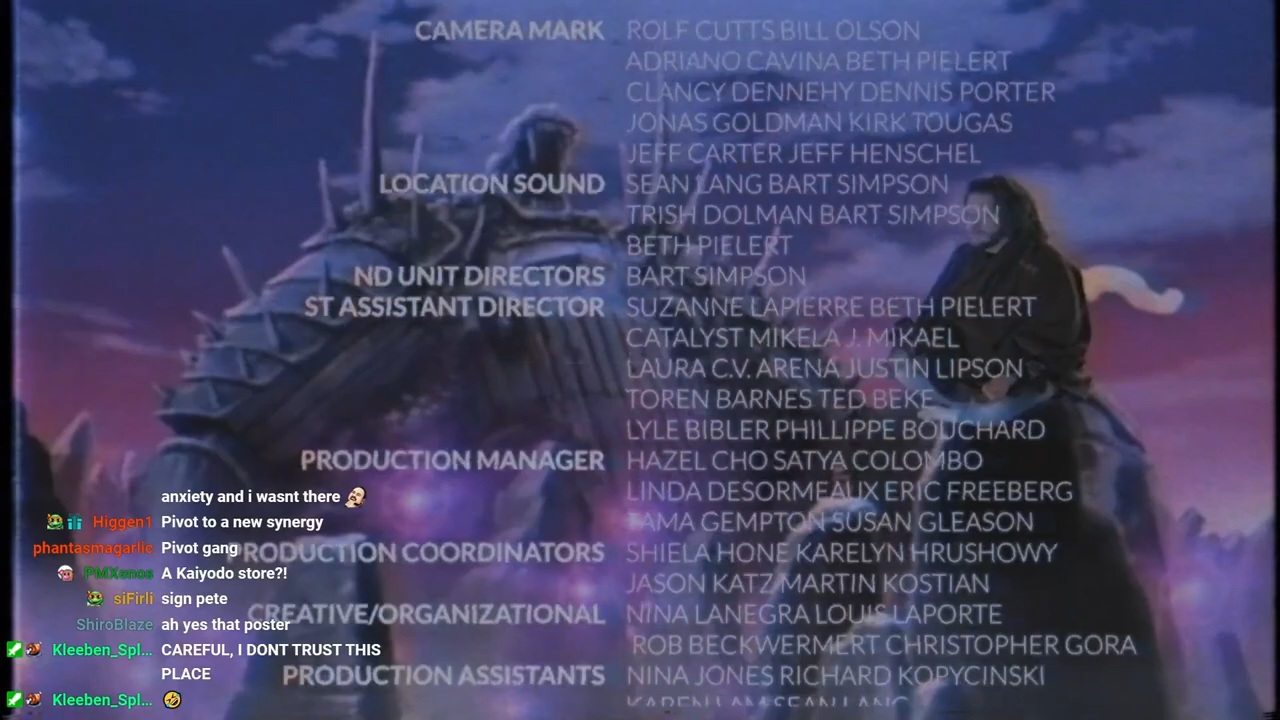 CAMERA MARK ROLF CUTTS BILL OLSON
ADRIANO CAVINA BETH PIELERT
CLANCY DENNEHY DENNIS PORTER
JONAS GOLDMAN KIRK TOUGAS
JEFF CARTER JEFF HENSCHEL
LOCATION SOUND SEAN LANG BART SIMPSON
TRISH DOLMAN BART SIMPSON
BETH PIELERT
ND UNIT DIRECTORS BART SIMPSON
ST ASSISTANT DIRECTOR SUZANNE LAPIERRE BETH PIELERT
CATALYST MIKELA J. MIKAEL
LAURA C.V. ARENA JUSTIN LIPSON
TOREN BARNES TED BEKE
LYLE BIBLER PHILLIPPE BOUCHARD
PRODUCTION MANAGER HAZEL CHO SATYA COLOMBO
LINDA DESORMEAUX ERIC FREEBERG
TAMA GEMPTON SUSAN GLEASON
PRODUCTION COORDINATORS SHIELA HONE KARELYN HRUSHOWY
JASON KATZ MARTIN KOSTIAN
CREATIVE/ORGANIZATIONAL NINA LANEGRA LOUIS LAPORTE
ROB BECKWERMERT CHRISTOPHER GORA
PRODUCTION ASSISTANTS NINA JONES RICHARD KOPYCINSKI
KAREN LAM SEAN LANG
anxiety and i wasnt there
Higgen1 Pivot to a new synergy
phantasmagarlic Pivot gang
PMXenos A Kaiyodo store?!
siFirli sign pete
ShiroBlaze ah yes that poster
Kleeben_Spl... CAREFUL, I DONT TRUST THIS
PLACE
Kleeben_Spl...